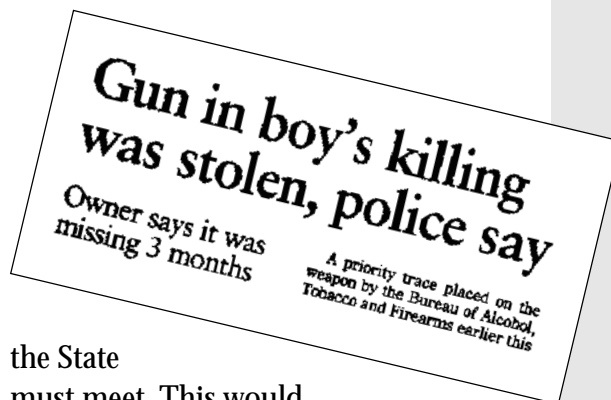 Gun in boy's killing
was stolen, police say
Owner says it was
missing 3 months
A priority trace placed on the
weapon by the Bureau of Alcohol,
Tobacco and Firearms earlier this
the State
must meet. This would